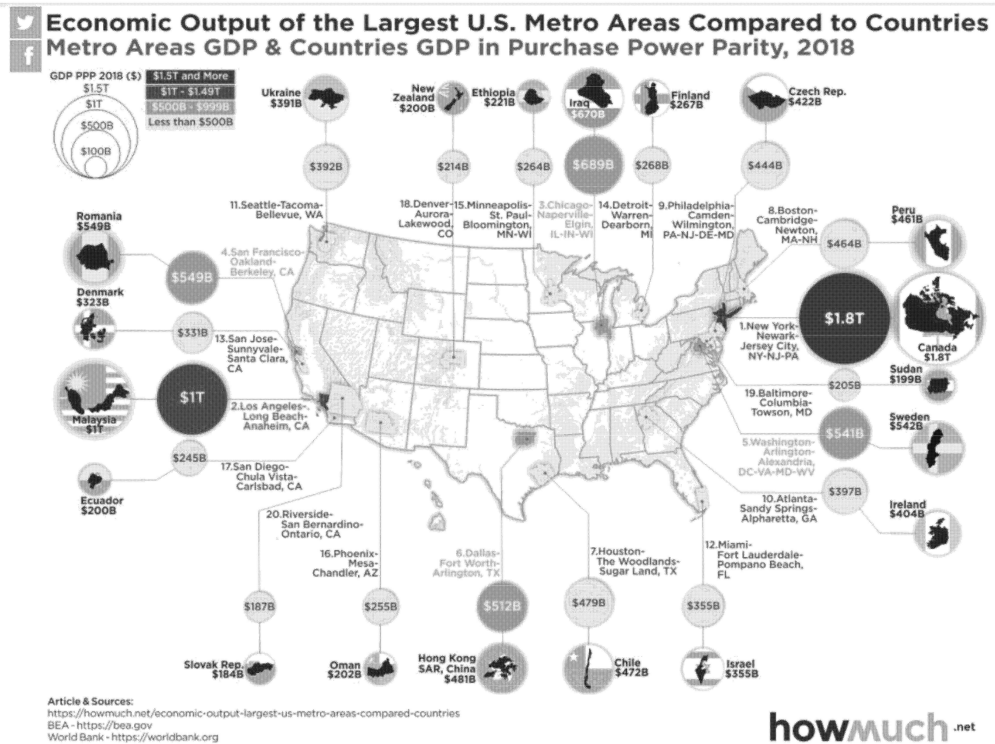 Economic Output of the Largest U.S. Metro Areas Compared to Countries
Metro Areas GDP & Countries GDP in Purchase Power Parity, 2018
GDP PPP 2018 ($)
$1.5T
$1T
$500B
$100B
$1.5T and More
$1T - $1.49T
$500B - $999B
Less than $500B
Ukraine
$391B
$392B
11.Seattle-Tacoma-
Bellevue, WA
New
Zealand
$200B
$214B
18.Denver-
Aurora-
Lakewood,
CO
Ethiopia
$221B
$264B
15.Minneapolis-
St. Paul-
Bloomington,
MN-WI
Iraq
$670B
$689B
3.Chicago-
Naperville-
Elgin,
IL-IN-WI
Finland
$267B
$268B
14.Detroit-
Warren-
Dearborn,
MI
Czech Rep.
$422B
$444B
9.Philadelphia-
Camden-
Wilmington,
PA-NJ-DE-MD
8.Boston-
Cambridge-
Newton,
MA-NH
$464B
Peru
$461B
Romania
$549B
$549B
4.San Francisco-
Oakland-
Berkeley, CA
Denmark
$323B
$331B
13.San Jose-
Sunnyvale-
Santa Clara,
CA
Malaysia
$1T
$1T
2.Los Angeles-
Long Beach-
Anaheim, CA
Ecuador
$200B
$245B
17.San Diego-
Chula Vista-
Carlsbad, CA
1.New York-
Newark-
Jersey City,
NY-NJ-PA
$1.8T
Canada
$1.8T
19.Baltimore-
Columbia-
Towson, MD
$205B
Sudan
$199B
5.Washington-
Arlington-
Alexandria,
DC-VA-MD-WV
$541B
Sweden
$542B
10.Atlanta-
Sandy Springs-
Alpharetta, GA
$397B
Ireland
$404B
20.Riverside-
San Bernardino-
Ontario, CA
$187B
Slovak Rep.
$184B
16.Phoenix-
Mesa-
Chandler, AZ
$255B
Oman
$202B
6.Dallas-
Fort Worth-
Arlington, TX
$512B
Hong Kong
SAR, China
$481B
7.Houston-
The Woodlands-
Sugar Land, TX
$479B
Chile
$472B
12.Miami-
Fort Lauderdale-
Pompano Beach,
FL
$355B
Israel
$355B
Article & Sources:
https://howmuch.net/economic-output-largest-us-metro-areas-compared-countries
BEA - https://bea.gov
World Bank - https://worldbank.org
howmuch.net